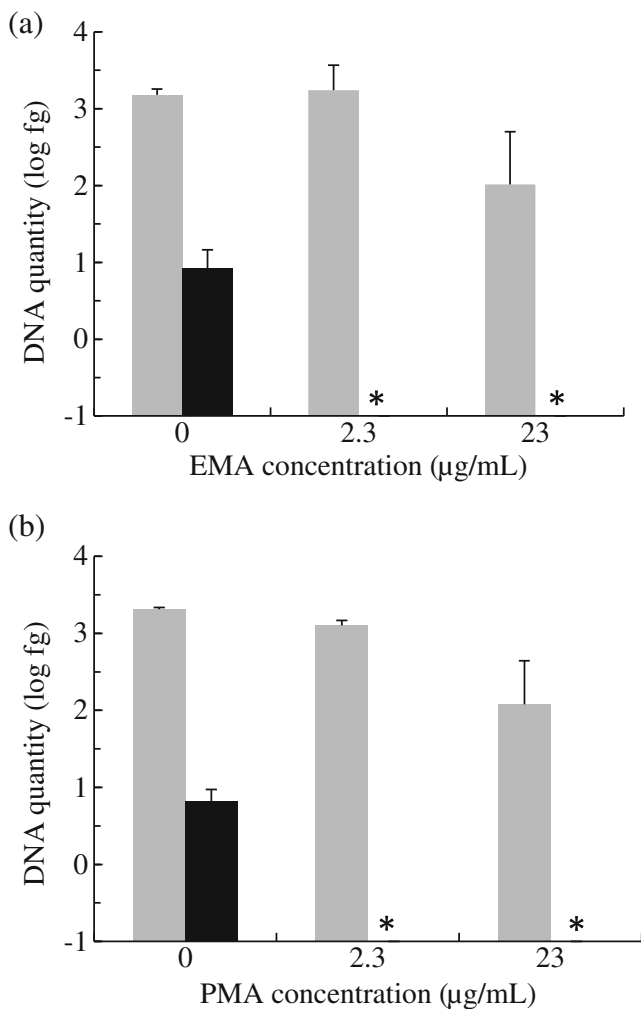 (a)
DNA quantity (log fg)
4
3
2
1
0
-1
* *
0 2.3 23
EMA concentration (µg/mL)
(b)
DNA quantity (log fg)
4
3
2
1
0
-1
* *
0 2.3 23
PMA concentration (µg/mL)